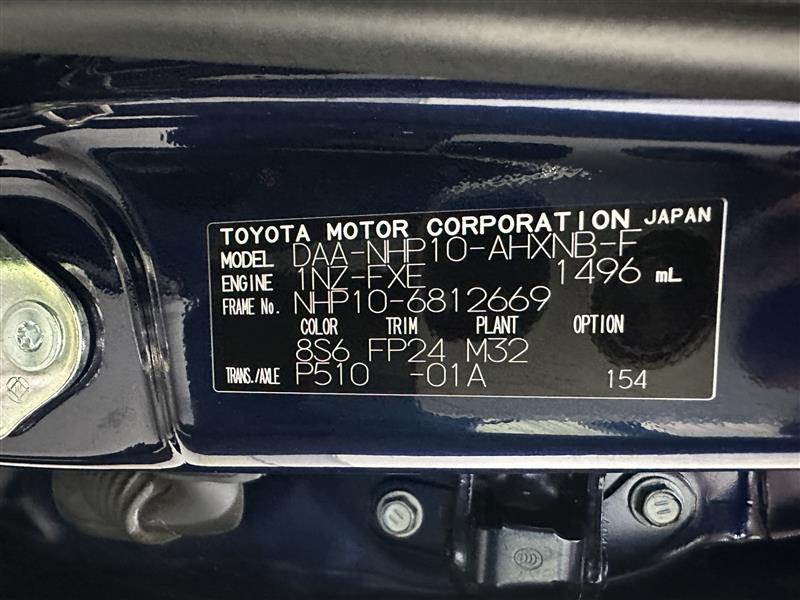 TOYOTA MOTOR CORPORATION JAPAN
MODEL DAA-NHP10-AHXNB-F
ENGINE 1NZ-FXE 1496 mL
FRAME No. NHP10-6812669
COLOR TRIM PLANT OPTION
8S6 FP24 M32
TRANS./AXLE P510 -01A 154